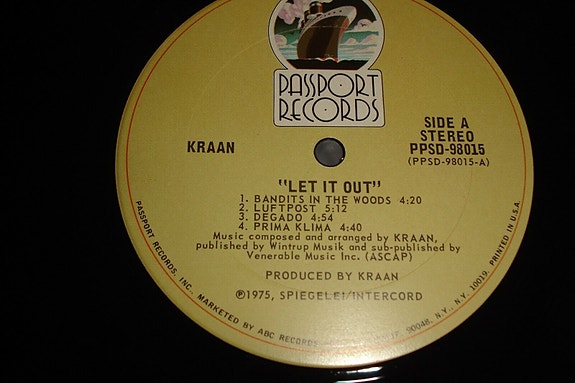 PASSPORT
RECORDS
KRAAN
SIDE A
STEREO
PPSD-98015
(PPSD-98015-A)
"LET IT OUT"
1. BANDITS IN THE WOODS 4:20
2. LUFTPOST 5:12
3. DEGADO 4:54
4. PRIMA KLIMA 4:40
Music composed and arranged by KRAAN,
published by Wintrup Musik and sub-published by
Venerable Music Inc. (ASCAP)
PRODUCED BY KRAAN
℗1975, SPIEGELEI/INTERCORD
PASSPORT RECORDS, INC., MARKETED BY ABC RECORDS 90048, N.Y., N.Y. 10019. PRINTED IN U.S.A.